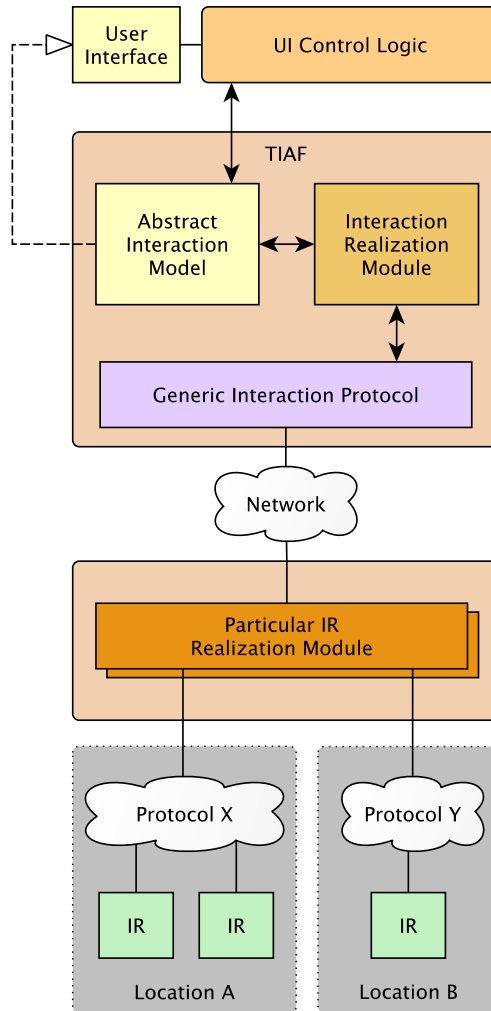 User
Interface
UI Control Logic
TIAF
Abstract
Interaction
Model
Interaction
Realization
Module
Generic Interaction Protocol
Network
Particular IR
Realization Module
Protocol X
Protocol Y
IR
IR
IR
Location A
Location B